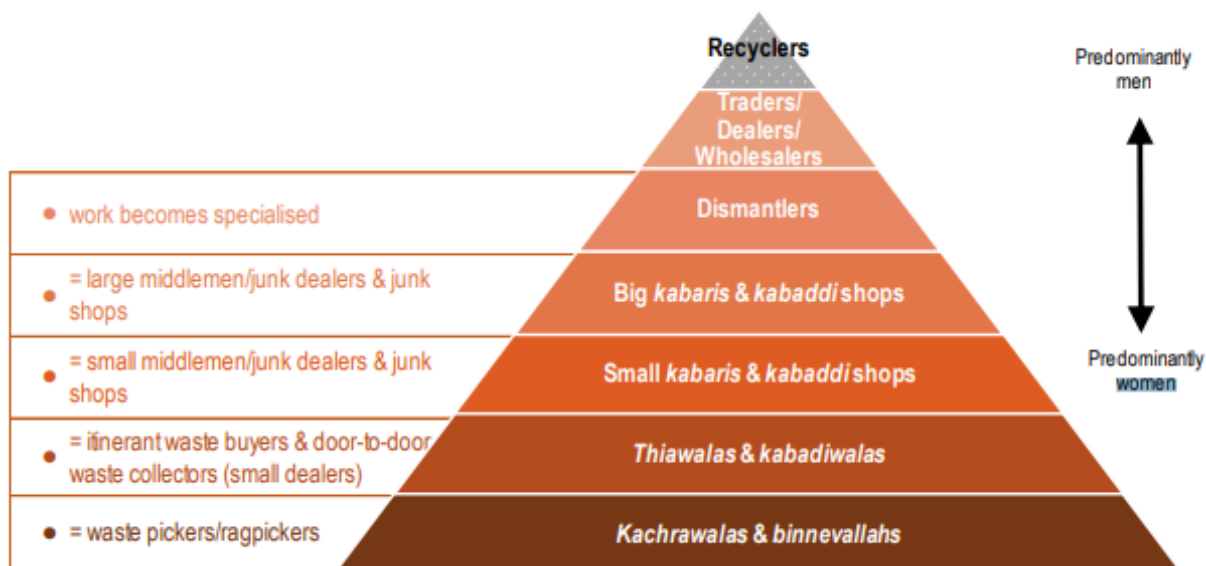 Recyclers
Predominantly
men
Traders/
Dealers/
Wholesalers
work becomes specialised
Dismantlers
= large middlemen/junk dealers & junk
shops
Big kabaris & kabaddi shops
= small middlemen/junk dealers & junk
shops
Small kabaris & kabaddi shops
Predominantly
women
= itinerant waste buyers & door-to-door
waste collectors (small dealers)
Thiawalas & kabadiwalas
= waste pickers/ragpickers
Kachrawalas & binnevallahs